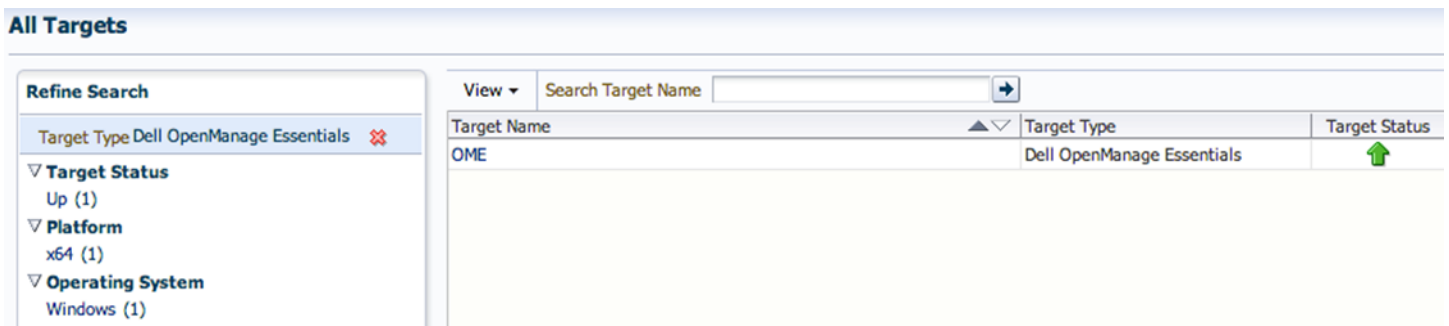 All Targets
Refine Search
Target Type Dell OpenManage Essentials
Target Status
Up (1)
Platform
x64 (1)
Operating System
Windows (1)
View Search Target Name
Target Name Target Type Target Status
OME Dell OpenManage Essentials